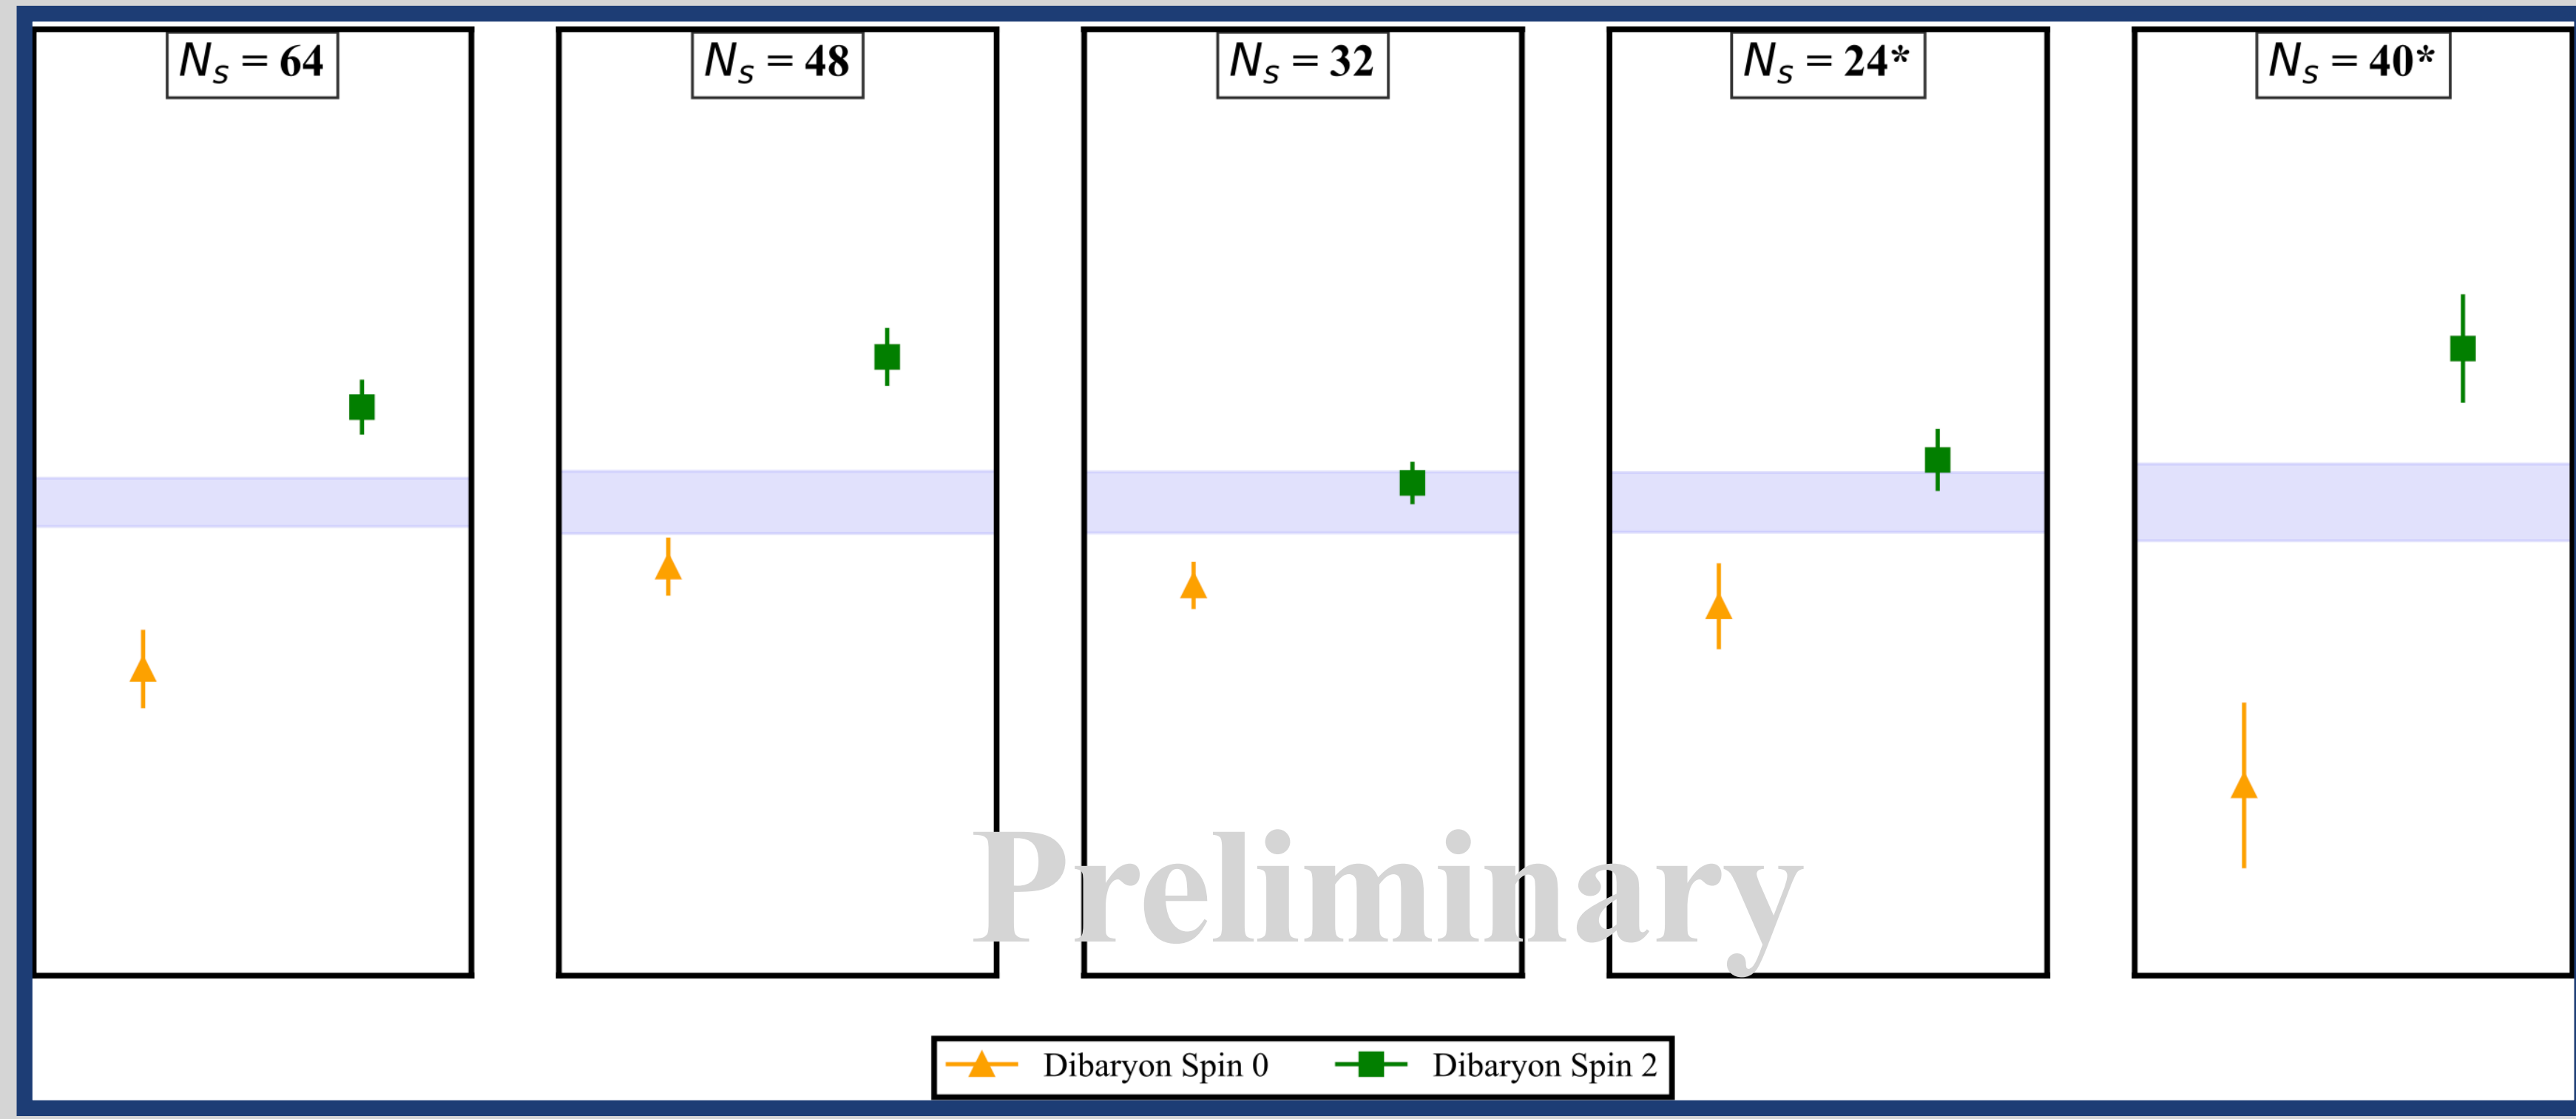 N_s = 64
N_s = 48
N_s = 32
N_s = 24*
N_s = 40*
Preliminary
Dibaryon Spin 0
Dibaryon Spin 2